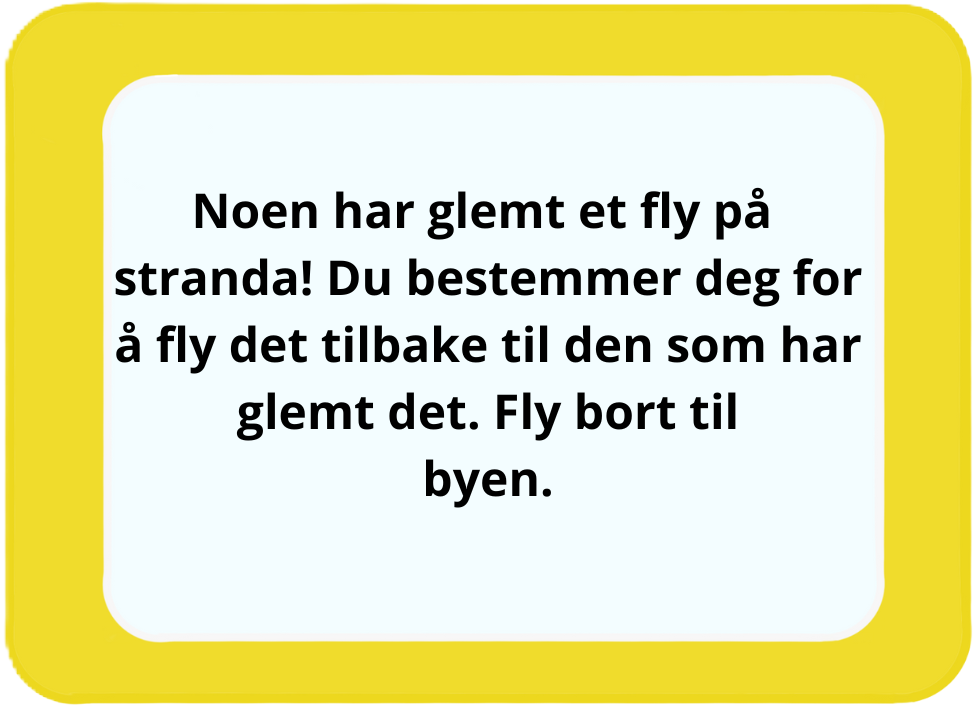 Noen har glemt et fly på
stranda! Du bestemmer deg for
å fly det tilbake til den som har
glemt det. Fly bort til
byen.